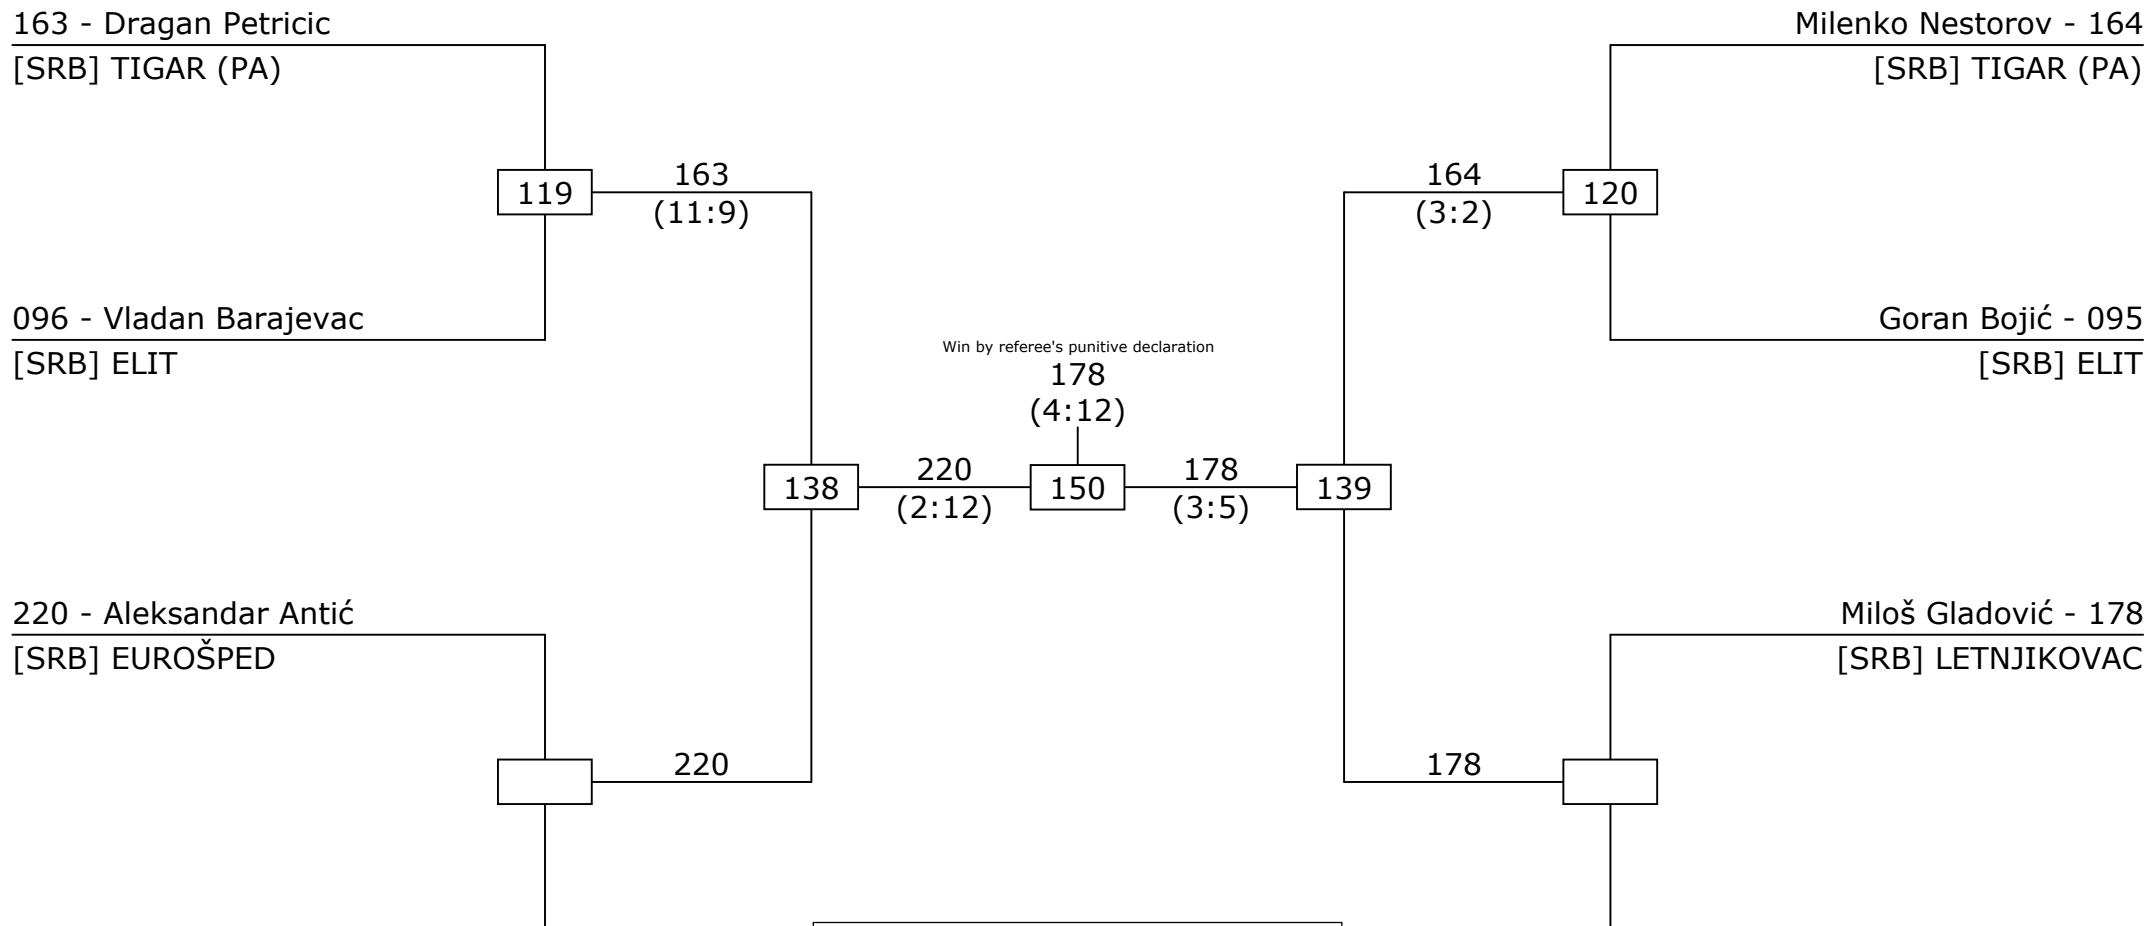 163 - Dragan Petricic
[SRB] TIGAR (PA)
Milenko Nestorov - 164
[SRB] TIGAR (PA)
119
163
(11:9)
164
(3:2)
120
096 - Vladan Barajevac
[SRB] ELIT
Goran Bojić - 095
[SRB] ELIT
Win by referee's punitive declaration
178
(4:12)
138
220
(2:12)
150
178
(3:5)
139
220 - Aleksandar Antić
[SRB] EUROŠPED
Miloš Gladović - 178
[SRB] LETNJIKOVAC
220
178